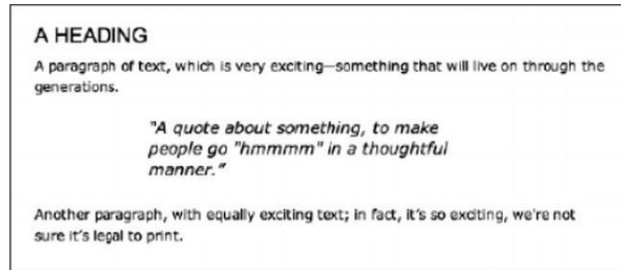 A HEADING
A paragraph of text, which is very exciting—something that will live on through the
generations.
"A quote about something, to make
people go "hmmmm" in a thoughtful
manner."
Another paragraph, with equally exciting text; in fact, it's so exciting, we're not
sure it's legal to print.